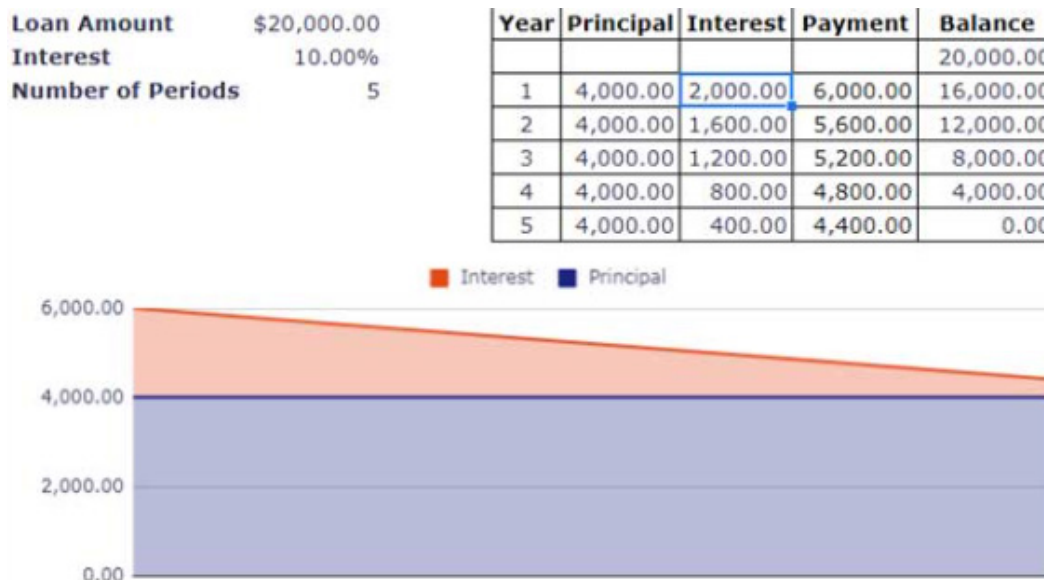 Loan Amount $20,000.00
Interest 10.00%
Number of Periods 5
Year Principal Interest Payment Balance
20,000.00
1 4,000.00 2,000.00 6,000.00 16,000.00
2 4,000.00 1,600.00 5,600.00 12,000.00
3 4,000.00 1,200.00 5,200.00 8,000.00
4 4,000.00 800.00 4,800.00 4,000.00
5 4,000.00 400.00 4,400.00 0.00
Interest Principal
6,000.00
4,000.00
2,000.00
0.00